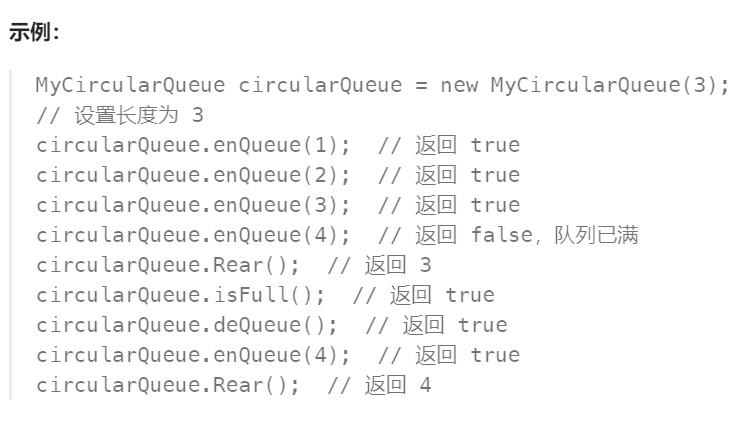 示例：
MyCircularQueue circularQueue = new MyCircularQueue(3);
// 设置长度为 3
circularQueue.enQueue(1);  // 返回 true
circularQueue.enQueue(2);  // 返回 true
circularQueue.enQueue(3);  // 返回 true
circularQueue.enQueue(4);  // 返回 false，队列已满
circularQueue.Rear();  // 返回 3
circularQueue.isFull();  // 返回 true
circularQueue.deQueue();  // 返回 true
circularQueue.enQueue(4);  // 返回 true
circularQueue.Rear();  // 返回 4